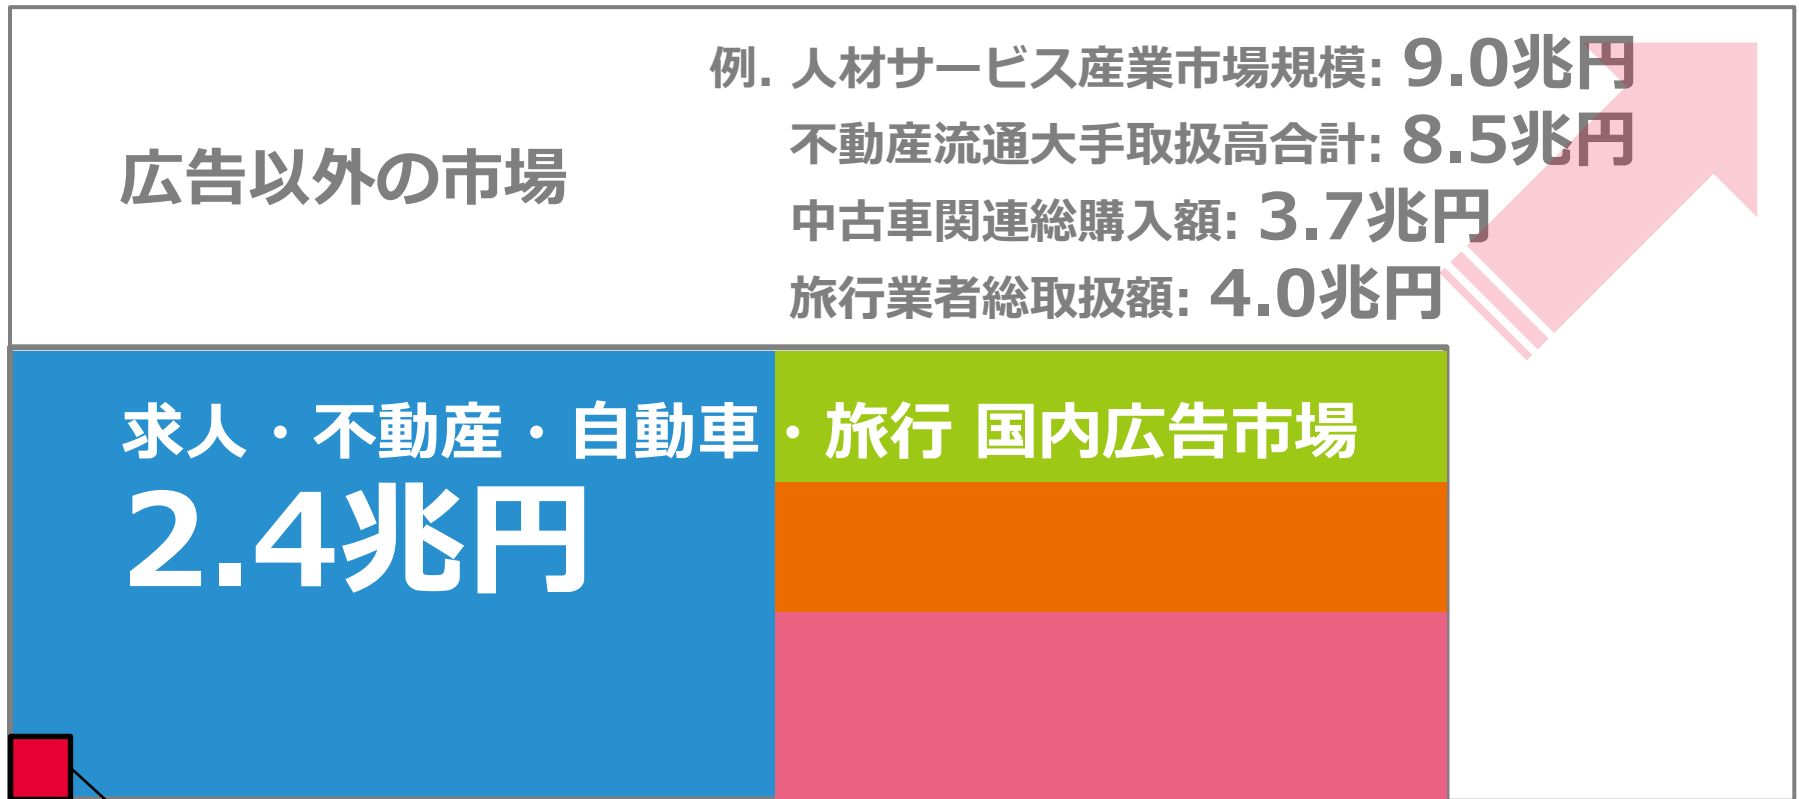 例. 人材サービス産業市場規模: 9.0兆円
不動産流通大手取扱高合計: 8.5兆円
広告以外の市場
中古車関連総購入額: 3.7兆円
旅行業者総取扱額: 4.0兆円
求人・不動産・自動車・旅行 国内広告市場
2.4兆円